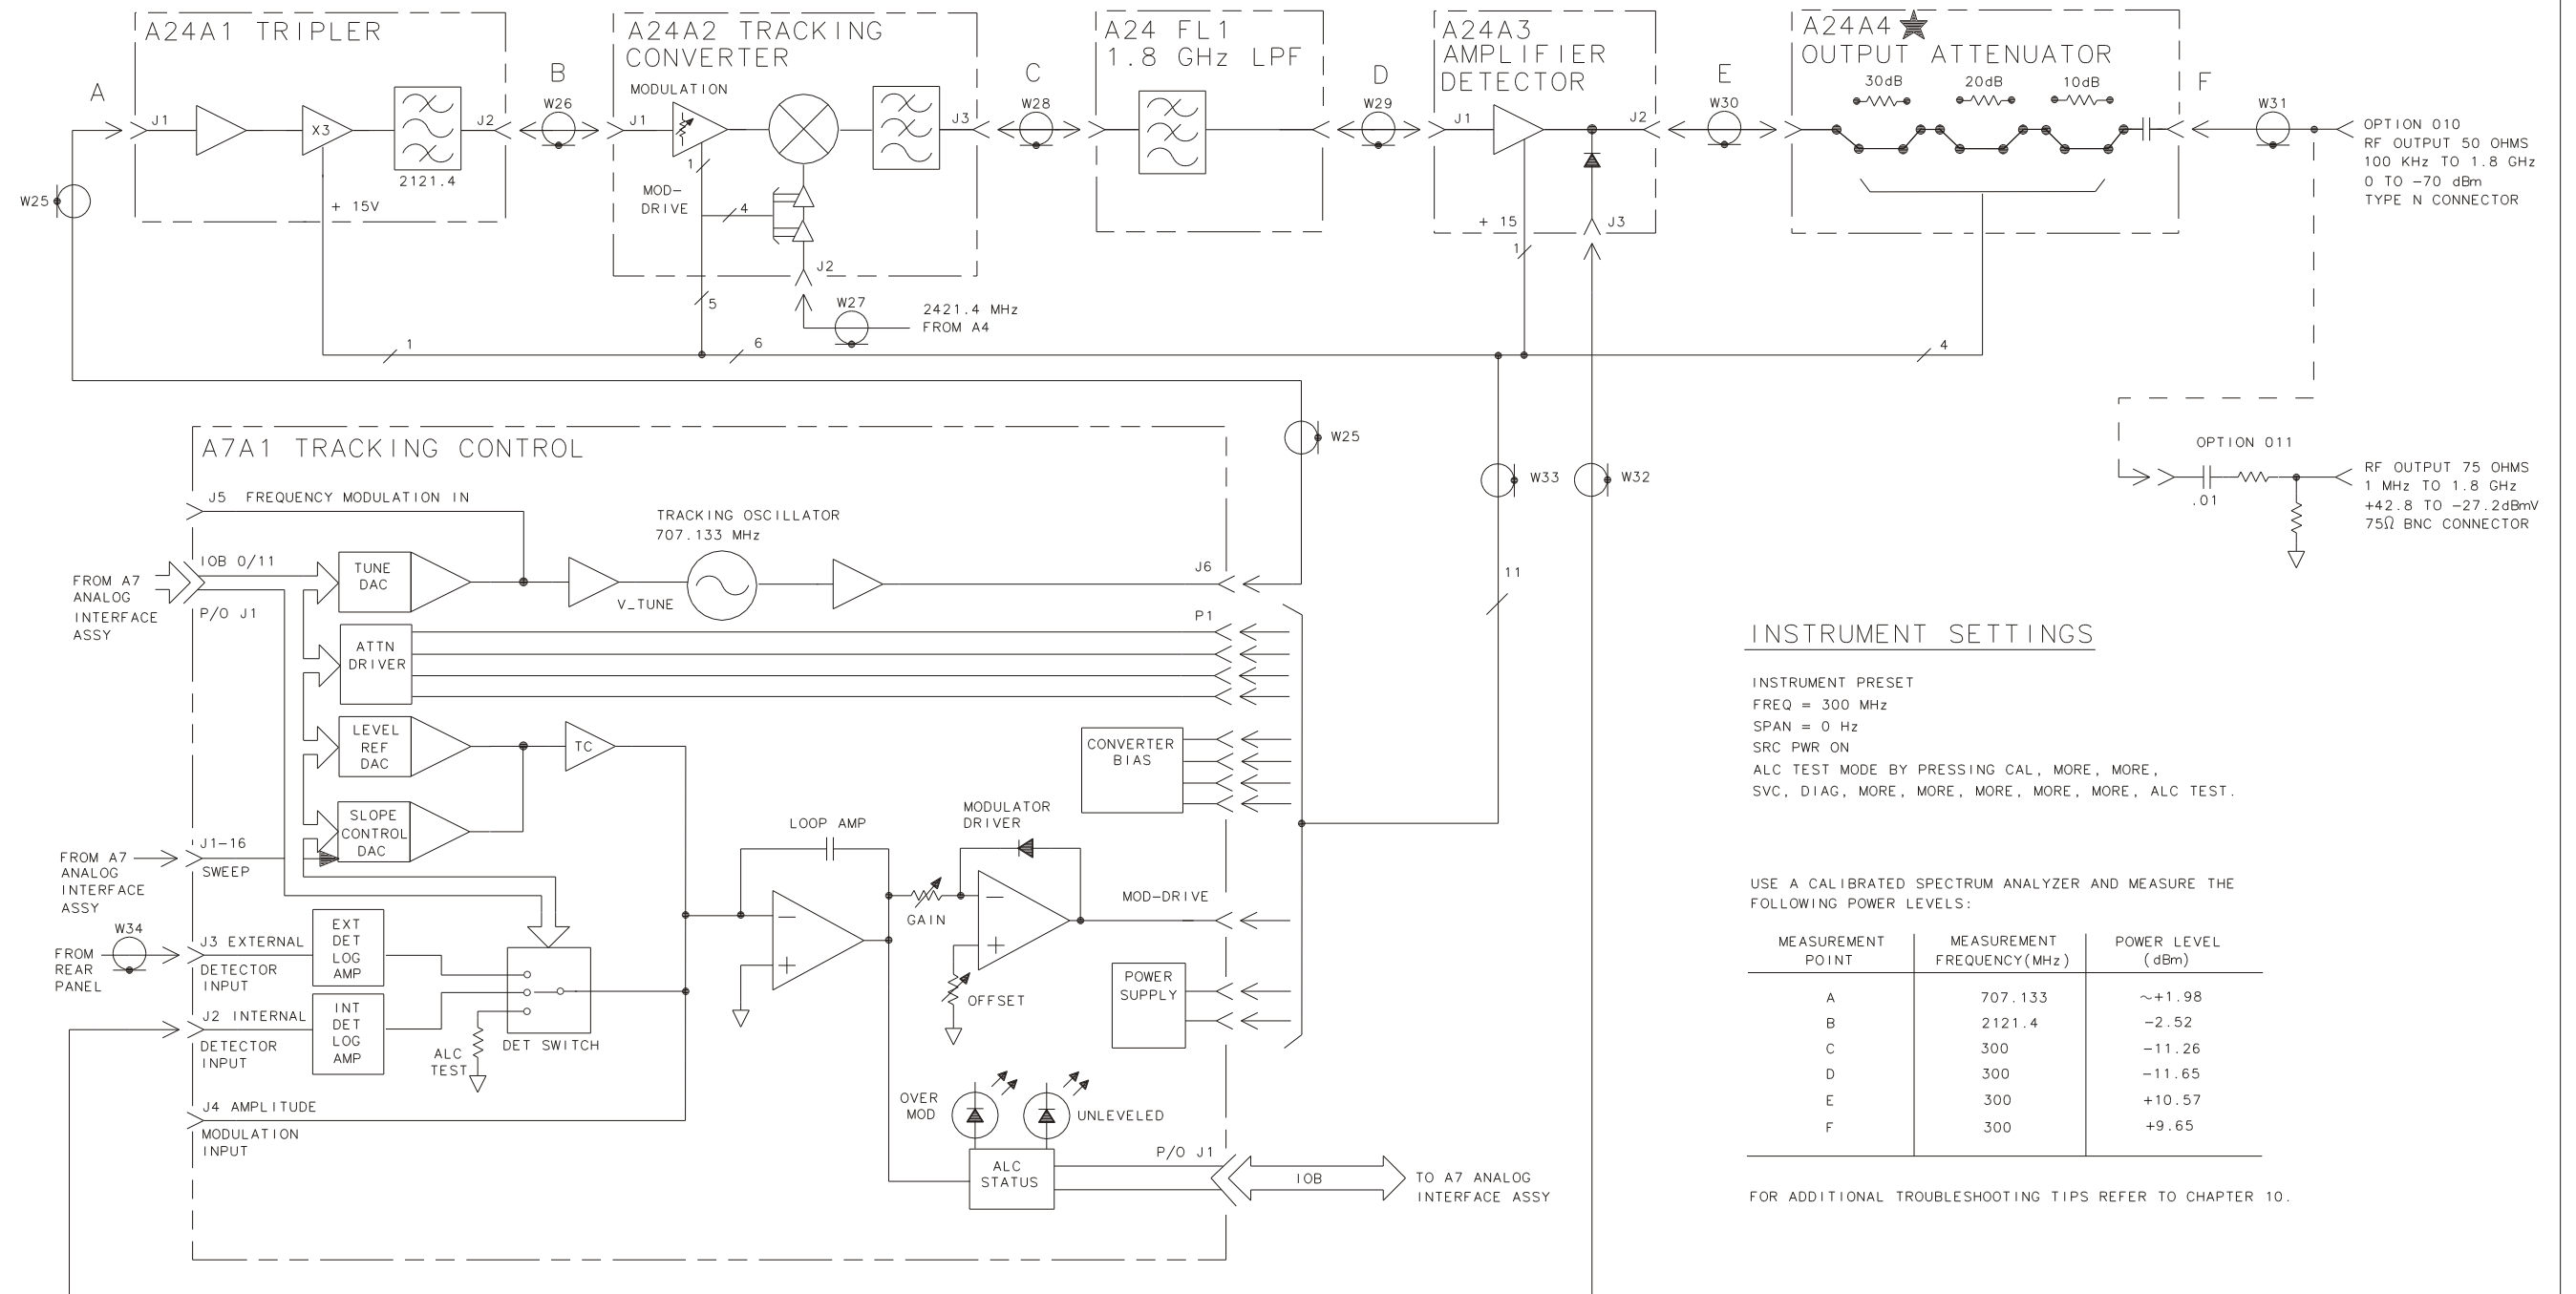 A24A1 TRIPLER
A
J1
X3
J2
2121.4
+ 15V
W25
B
W26
A24A2 TRACKING
CONVERTER
MODULATION
J1
J3
1
MOD-
DRIVE
4
J2
5
W27
2421.4 MHz
FROM A4
C
W28
A24 FL1
1.8 GHz LPF
D
W29
A24A3
AMPLIFIER
DETECTOR
J1
J2
+ 15
J3
1
E
W30
A24A4
OUTPUT ATTENUATOR
30dB
20dB
10dB
F
W31
OPTION 010
RF OUTPUT 50 OHMS
100 KHz TO 1.8 GHz
0 TO -70 dBm
TYPE N CONNECTOR
1
6
4
OPTION 011
.01
RF OUTPUT 75 OHMS
1 MHz TO 1.8 GHz
+42.8 TO -27.2dBmV
75Ω BNC CONNECTOR
W25
W33
W32
11
A7A1 TRACKING CONTROL
J5 FREQUENCY MODULATION IN
TRACKING OSCILLATOR
707.133 MHz
IOB 0/11
FROM A7
ANALOG
INTERFACE
ASSY
P/O J1
TUNE
DAC
V_TUNE
J6
P1
ATTN
DRIVER
LEVEL
REF
DAC
TC
CONVERTER
BIAS
SLOPE
CONTROL
DAC
J1-16
SWEEP
FROM A7
ANALOG
INTERFACE
ASSY
LOOP AMP
MODULATOR
DRIVER
GAIN
OFFSET
MOD-DRIVE
W34
FROM
REAR
PANEL
J3 EXTERNAL
DETECTOR
INPUT
EXT
DET
LOG
AMP
J2 INTERNAL
DETECTOR
INPUT
INT
DET
LOG
AMP
ALC
TEST
DET SWITCH
POWER
SUPPLY
J4 AMPLITUDE
MODULATION
INPUT
OVER
MOD
UNLEVELED
ALC
STATUS
P/O J1
IOB
TO A7 ANALOG
INTERFACE ASSY
INSTRUMENT SETTINGS
INSTRUMENT PRESET
FREQ = 300 MHz
SPAN = 0 Hz
SRC PWR ON
ALC TEST MODE BY PRESSING CAL, MORE, MORE,
SVC, DIAG, MORE, MORE, MORE, MORE, MORE, ALC TEST.
USE A CALIBRATED SPECTRUM ANALYZER AND MEASURE THE
FOLLOWING POWER LEVELS:
MEASUREMENT POINT MEASUREMENT FREQUENCY(MHz) POWER LEVEL (dBm)
A 707.133 ~+1.98
B 2121.4 -2.52
C 300 -11.26
D 300 -11.65
E 300 +10.57
F 300 +9.65
FOR ADDITIONAL TROUBLESHOOTING TIPS REFER TO CHAPTER 10.